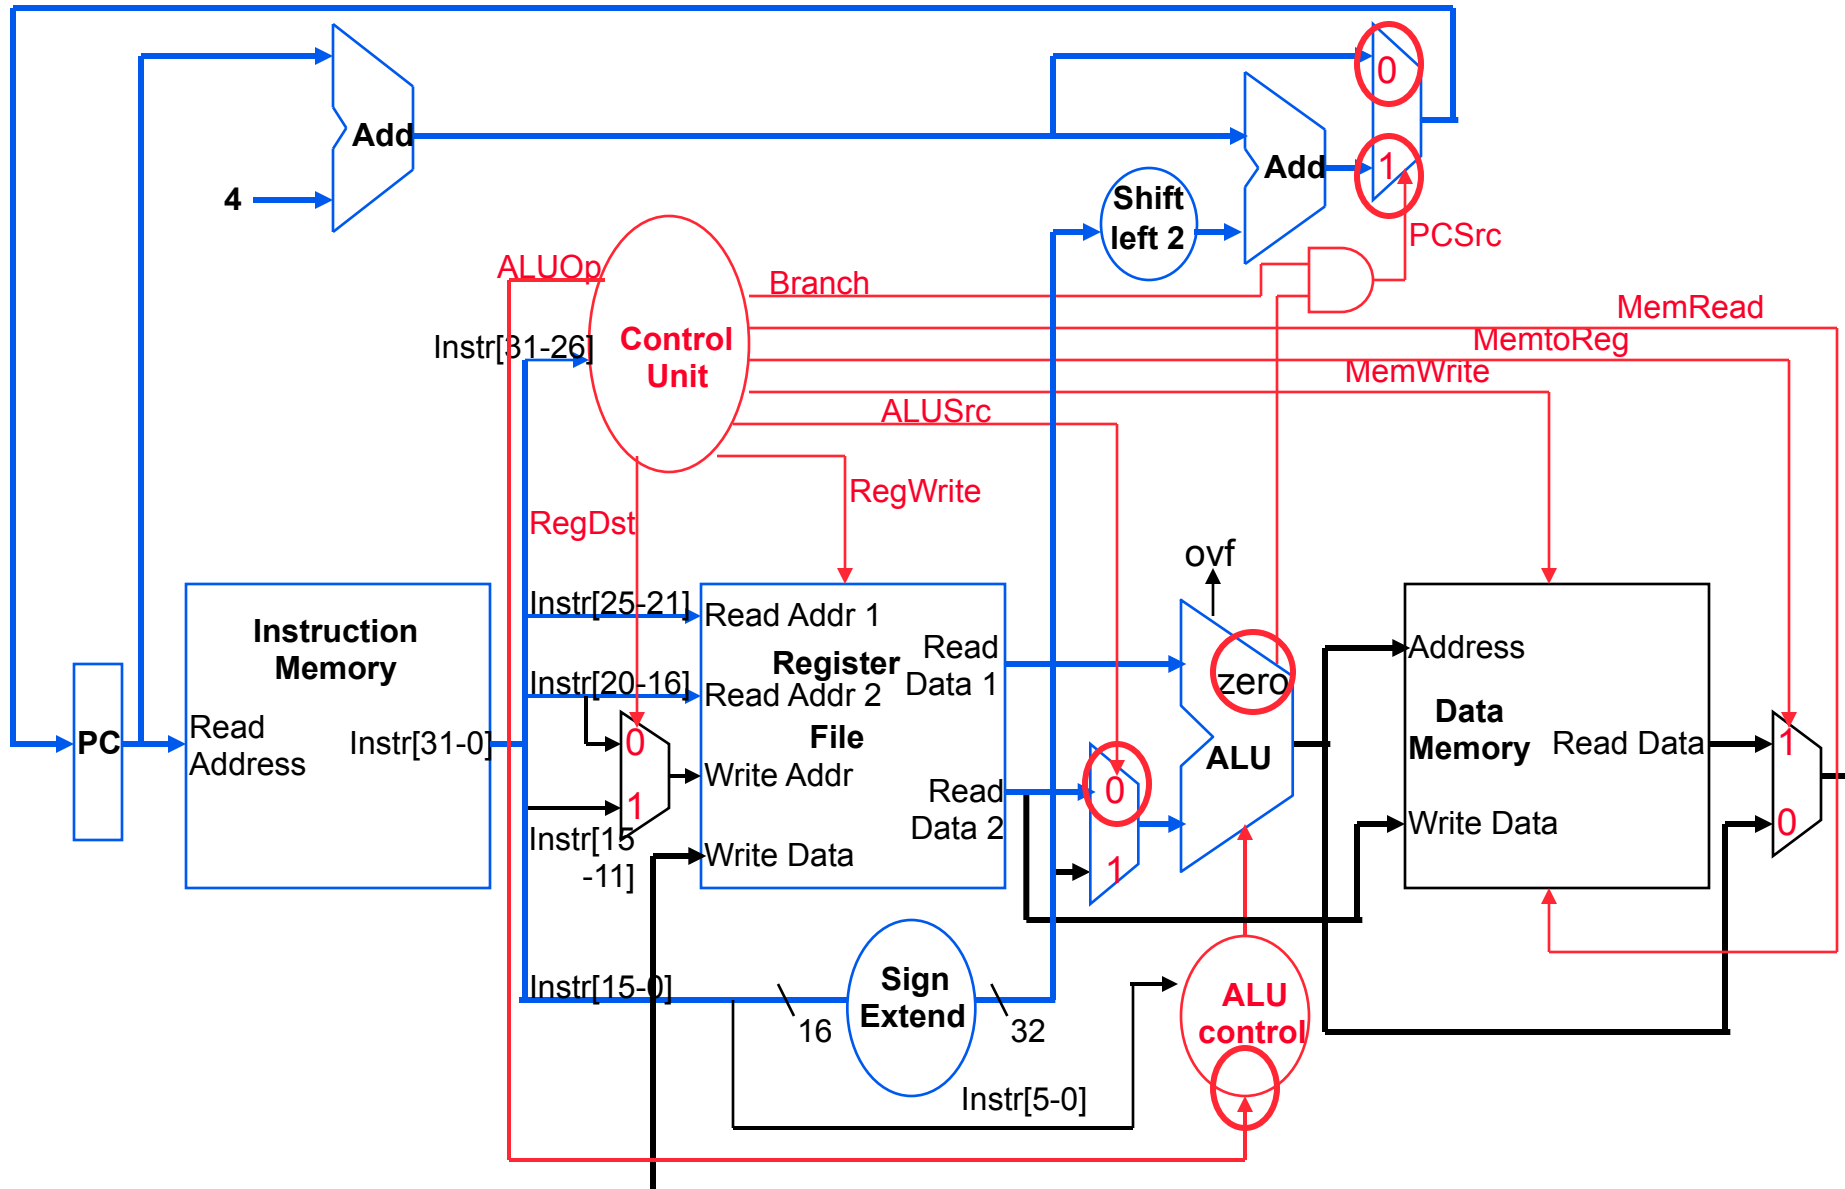 0
Add
1
Add
4
Shift
left 2
PCSrc
ALUOp
Branch
MemRead
Instr[31-26]
Control
Unit
MemtoReg
MemWrite
ALUSrc
RegWrite
RegDst
ovf
Instr[25-21]
Read Addr 1
Instruction
Memory
Read
Data 1
Register
Address
Instr[20-16]
Read Addr 2
zero
PC
Read
Address
Instr[31-0]
0
File
Data
Memory
Read Data
1
ALU
Write Addr
1
Read
Data 2
0
Write Data
0
Instr[15
-11]
Write Data
1
Instr[15-0]
Sign
Extend
16
32
ALU
control
Instr[5-0]